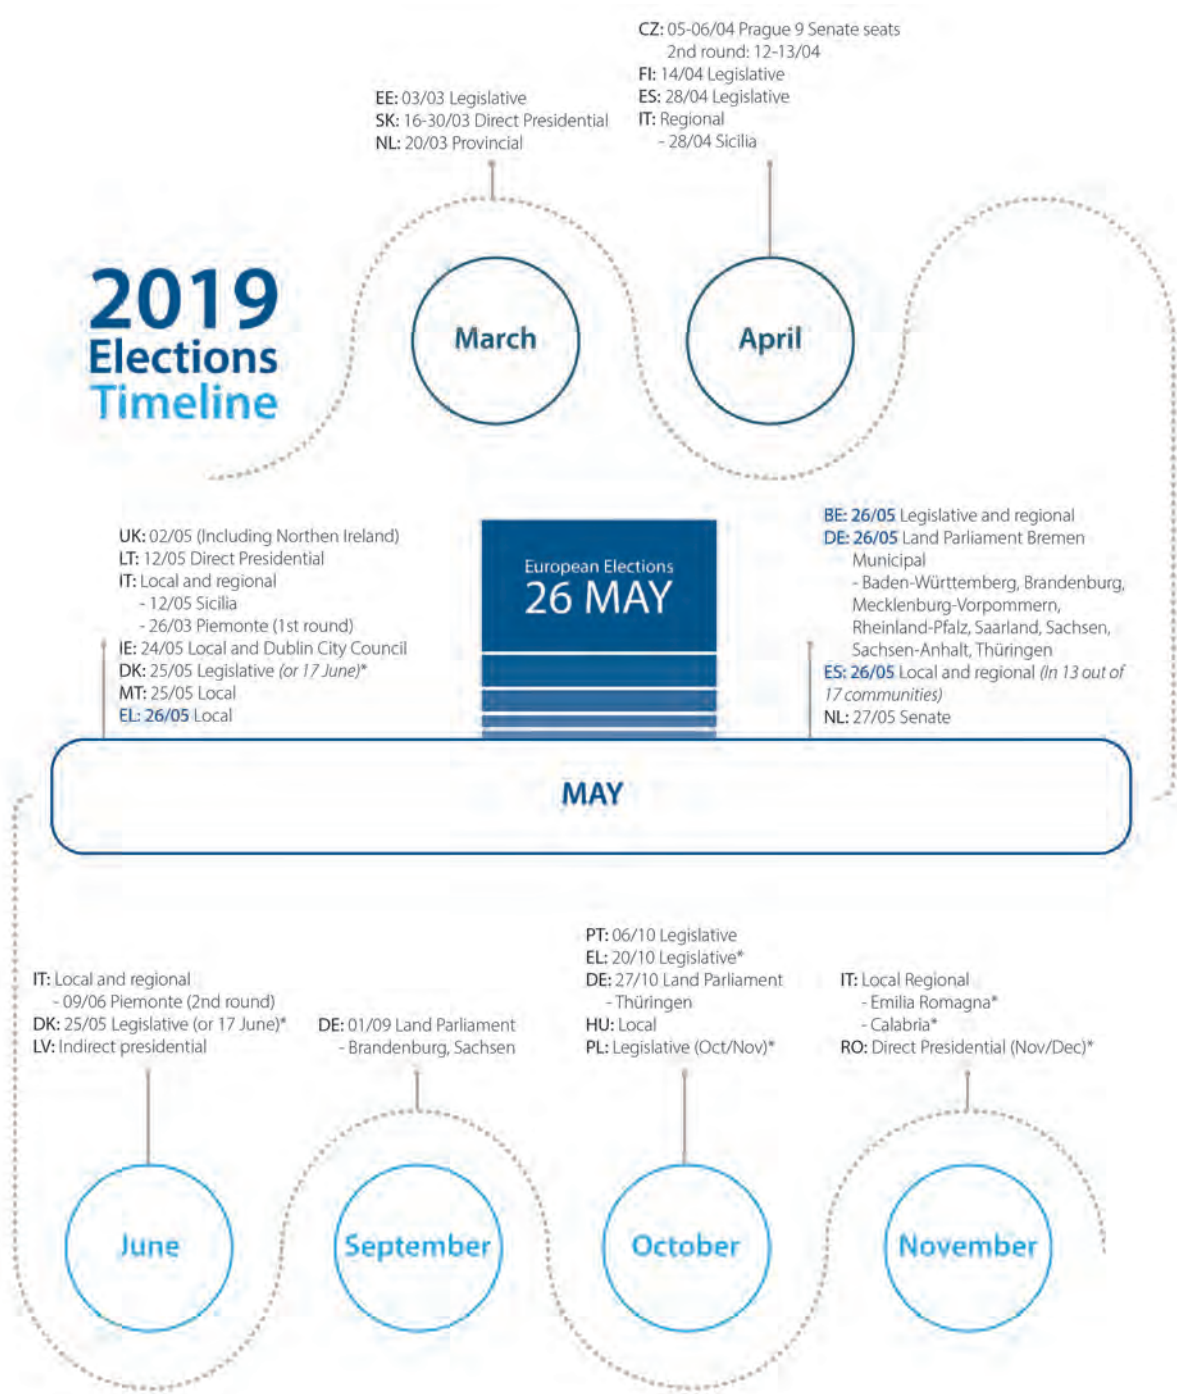 2019
Elections
Timeline
EE: 03/03 Legislative
SK: 16-30/03 Direct Presidential
NL: 20/03 Provincial
March
CZ: 05-06/04 Prague 9 Senate seats
2nd round: 12-13/04
FI: 14/04 Legislative
ES: 28/04 Legislative
IT: Regional
- 28/04 Sicilia
April
UK: 02/05 (Including Northen Ireland)
LT: 12/05 Direct Presidential
IT: Local and regional
- 12/05 Sicilia
- 26/03 Piemonte (1st round)
IE: 24/05 Local and Dublin City Council
DK: 25/05 Legislative (or 17 June)*
MT: 25/05 Local
EL: 26/05 Local
European Elections
26 MAY
BE: 26/05 Legislative and regional
DE: 26/05 Land Parliament Bremen
Municipal
- Baden-Württemberg, Brandenburg,
Mecklenburg-Vorpommern,
Rheinland-Pfalz, Saarland, Sachsen,
Sachsen-Anhalt, Thüringen
ES: 26/05 Local and regional (In 13 out of
17 communities)
NL: 27/05 Senate
MAY
IT: Local and regional
- 09/06 Piemonte (2nd round)
DK: 25/05 Legislative (or 17 June)*
LV: Indirect presidential
June
DE: 01/09 Land Parliament
- Brandenburg, Sachsen
September
PT: 06/10 Legislative
EL: 20/10 Legislative*
DE: 27/10 Land Parliament
- Thüringen
HU: Local
PL: Legislative (Oct/Nov)*
October
IT: Local Regional
- Emilia Romagna*
- Calabria*
RO: Direct Presidential (Nov/Dec)*
November